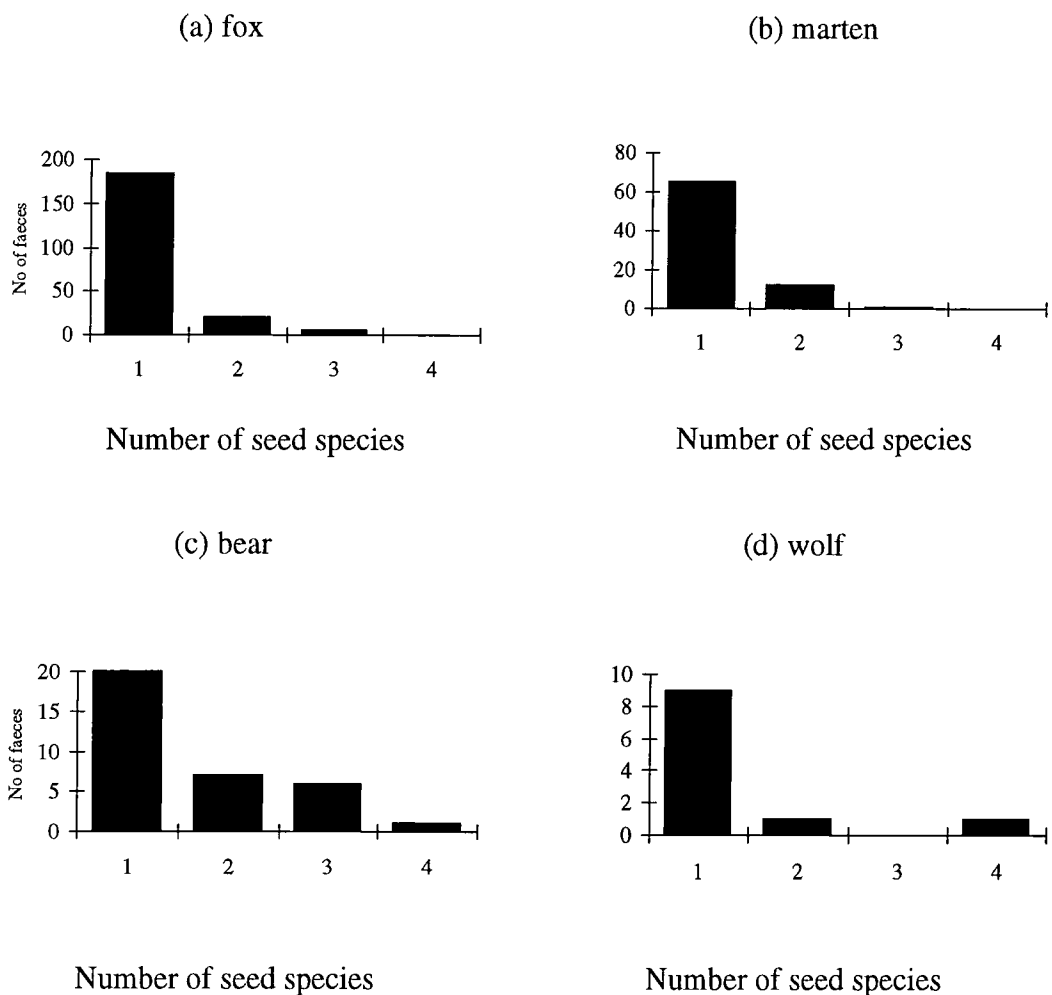 (a) fox
(b) marten
No of faeces
200
150
100
50
0
1 2 3 4
Number of seed species
80
60
40
20
0
1 2 3 4
Number of seed species
(c) bear
(d) wolf
No of faeces
20
15
10
5
0
1 2 3 4
Number of seed species
10
8
6
4
2
0
1 2 3 4
Number of seed species